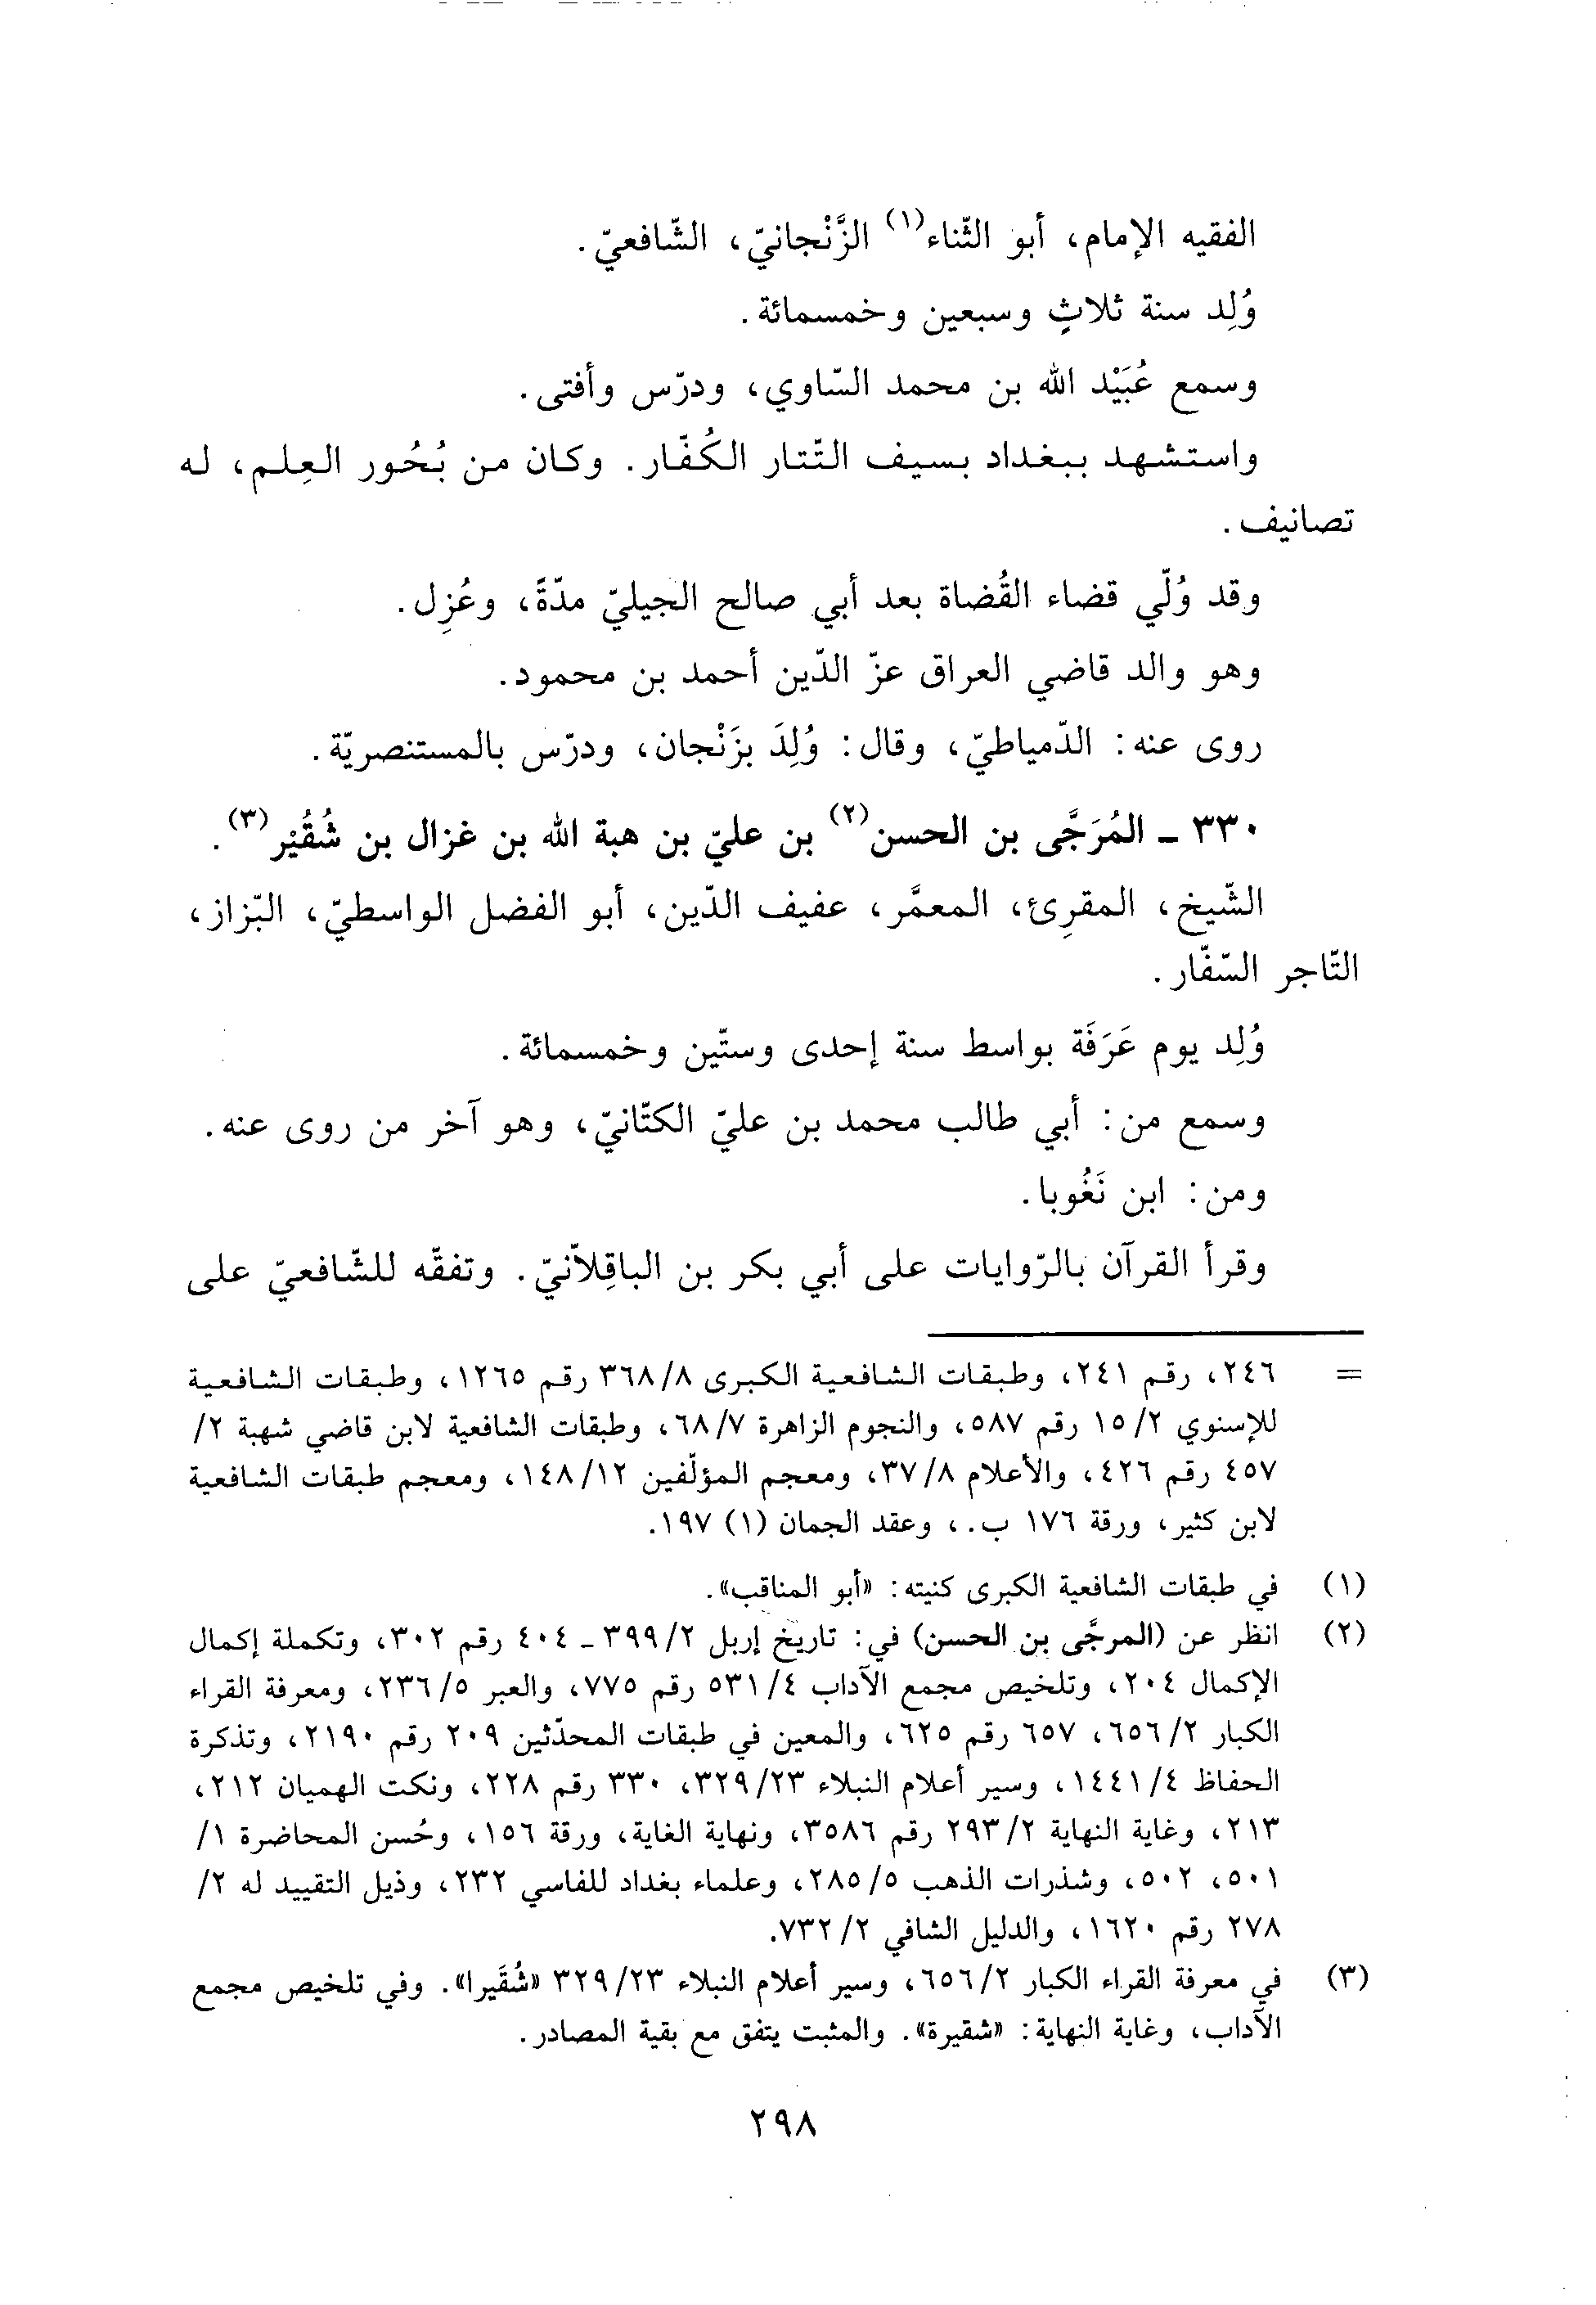 الفقيه الإمام، أبو الثّناء(١) الزَّنْجانيّ، الشّافعيّ.
وُلِد سنة ثلاثٍ وسبعين وخمسمائة.
وسمع عُبَيْد الله بن محمد السّاوي، ودرّس وأفتى.
واستشهد ببغداد بسيف التّتار الكُفّار. وكان من بُحُور العِلم، له
تصانيف.
وقد وُلّي قضاء القُضاة بعد أبي صالح الجيليّ مدّةً، وعُزِل.
وهو والد قاضي العراق عزّ الدّين أحمد بن محمود.
روى عنه: الدّمياطيّ، وقال: وُلِدَ بزَنْجان، ودرّس بالمستنصريّة.
٣٣٠ ـ المُرَجَّى بن الحسن(٢) بن عليّ بن هبة الله بن غزال بن شُقُيْر(٣).
الشّيخ، المقرِئ، المعمَّر، عفيف الدّين، أبو الفضل الواسطيّ، البّزاز،
التّاجر السّفّار.
وُلِد يوم عَرَفَة بواسط سنة إحدى وستّين وخمسمائة.
وسمع من: أبي طالب محمد بن عليّ الكتّانيّ، وهو آخر من روى عنه.
ومن: ابن نَغُوبا.
وقرأ القرآن بالرّوايات على أبي بكر بن الباقِلاّنيّ. وتفقّه للشّافعيّ على
= ٢٤٦، رقم ٢٤١، وطبقات الشافعية الكبرى ٣٦٨/٨ رقم ١٢٦٥، وطبقات الشافعية
للإسنوي ١٥/٢ رقم ٥٨٧، والنجوم الزاهرة ٦٨/٧، وطبقات الشافعية لابن قاضي شهبة ٢/
٤٥٧ رقم ٤٢٦، والأعلام ٣٧/٨، ومعجم المؤلّفين ١٤٨/١٢، ومعجم طبقات الشافعية
لابن كثير، ورقة ١٧٦ ب.، وعقد الجمان (١) ١٩٧.
(١) في طبقات الشافعية الكبرى كنيته: «أبو المناقب».
(٢) انظر عن (المرجَّى بن الحسن) في: تاريخ إربل ٣٩٩/٢ ـ ٤٠٤ رقم ٣٠٢، وتكملة إكمال
الإكمال ٢٠٤، وتلخيص مجمع الآداب ٥٣١/٤ رقم ٧٧٥، والعبر ٢٣٦/٥، ومعرفة القراء
الكبار ٦٥٦/٢، ٦٥٧ رقم ٦٢٥، والمعين في طبقات المحدّثين ٢٠٩ رقم ٢١٩٠، وتذكرة
الحفاظ ١٤٤١/٤، وسير أعلام النبلاء ٣٢٩/٢٣، ٣٣٠ رقم ٢٢٨، ونكت الهميان ٢١٢،
٢١٣، وغاية النهاية ٢٩٣/٢ رقم ٣٥٨٦، ونهاية الغاية، ورقة ١٥٦، وحُسن المحاضرة ١/
٥٠١، ٥٠٢، وشذرات الذهب ٢٨٥/٥، وعلماء بغداد للفاسي ٢٣٢، وذيل التقييد له ٢/
٢٧٨ رقم ١٦٢٠، والدليل الشافي ٧٣٢/٢.
(٣) في معرفة القراء الكبار ٦٥٦/٢، وسير أعلام النبلاء ٣٢٩/٢٣ «شُقَيرا». وفي تلخيص مجمع
الآداب، وغاية النهاية: «شقيرة». والمثبت يتفق مع بقية المصادر.
٢٩٨